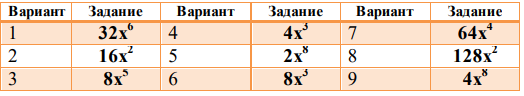 Вариант Задание Вариант Задание Вариант Задание
1 32x⁶ 4 4x³ 7 64x⁴
2 16x² 5 2x⁸ 8 128x²
3 8x⁵ 6 8x³ 9 4x⁸